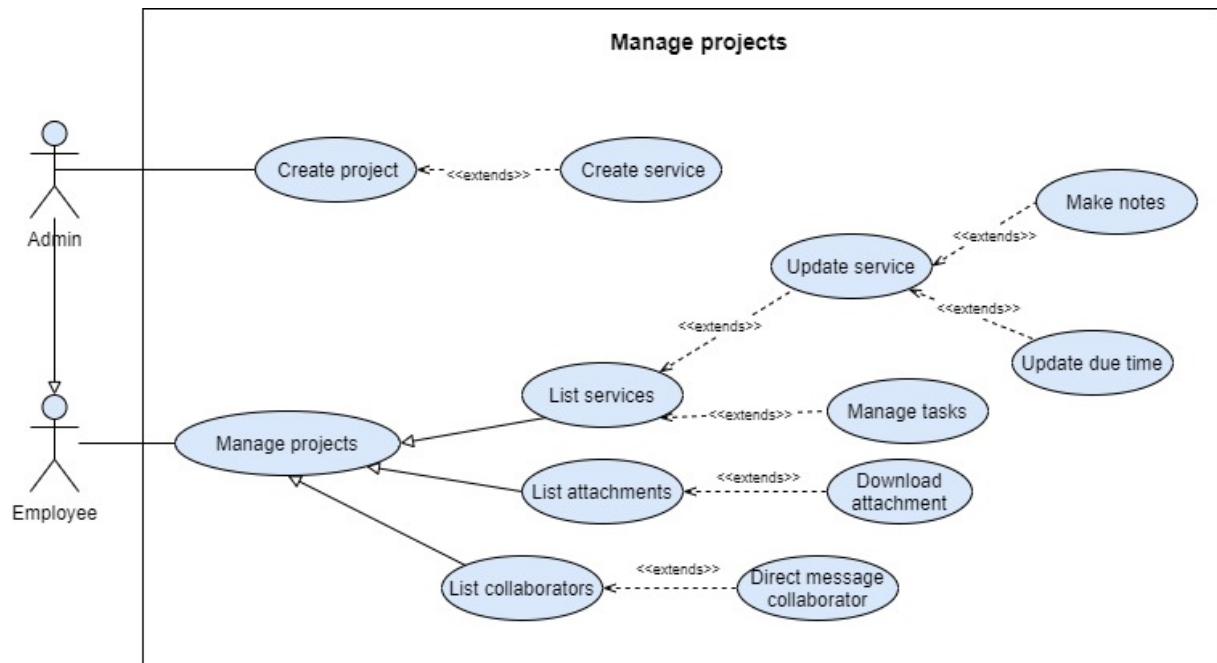 Manage projects
Create project
<<extends>>
Create service
Admin
Make notes
<<extends>>
Update service
<<extends>>
<<extends>>
Update due time
List services
<<extends>>
Manage tasks
Manage projects
<<extends>>
List attachments
Download
attachment
Employee
<<extends>>
List collaborators
Direct message
collaborator